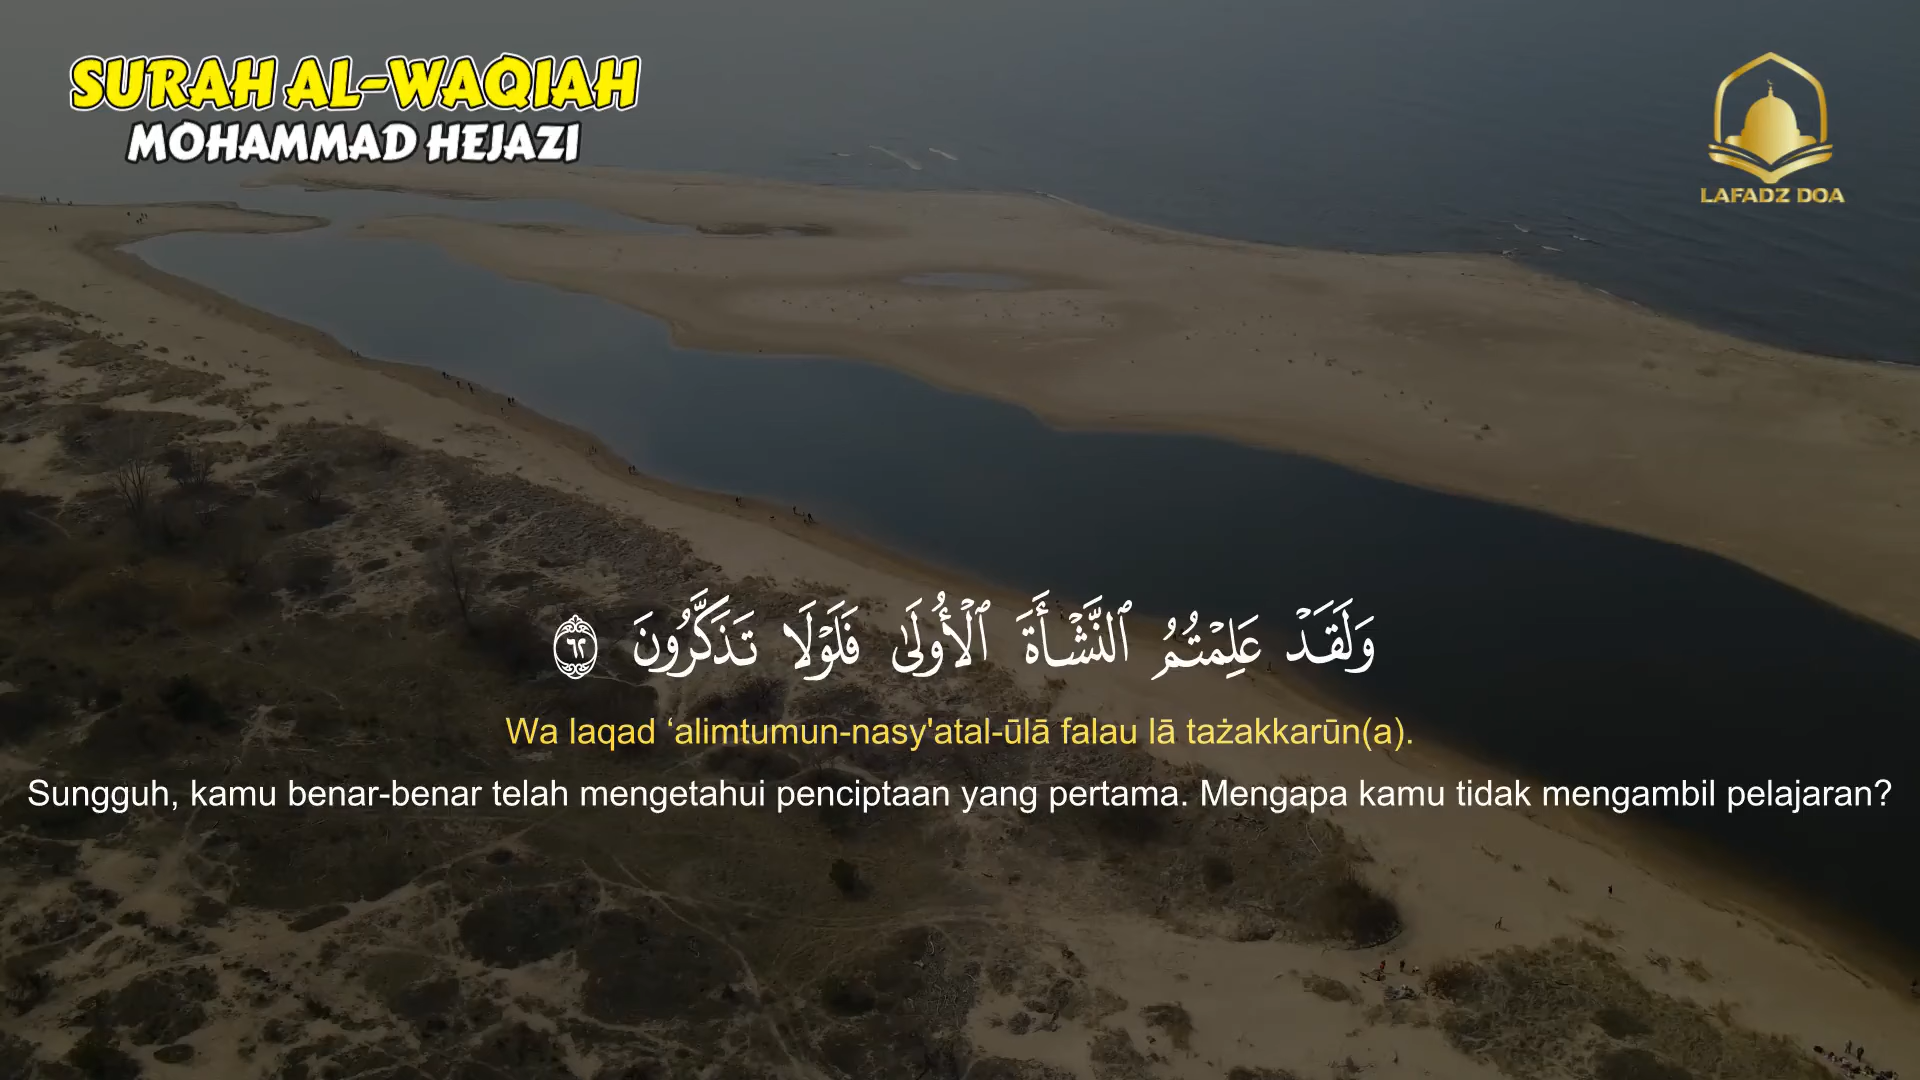 SURAH AL-WAQIAH
MOHAMMAD HEJAZI
LAFADZ DOA
وَلَقَدْ عَلِمْتُمُ ٱلنَّشْأَةَ ٱلْأُولَىٰ فَلَوْلَا تَذَكَّرُونَ ٦٢
Wa laqad ‘alimtumun-nasy'atal-ūlā falau lā tażakkarūn(a).
Sungguh, kamu benar-benar telah mengetahui penciptaan yang pertama. Mengapa kamu tidak mengambil pelajaran?